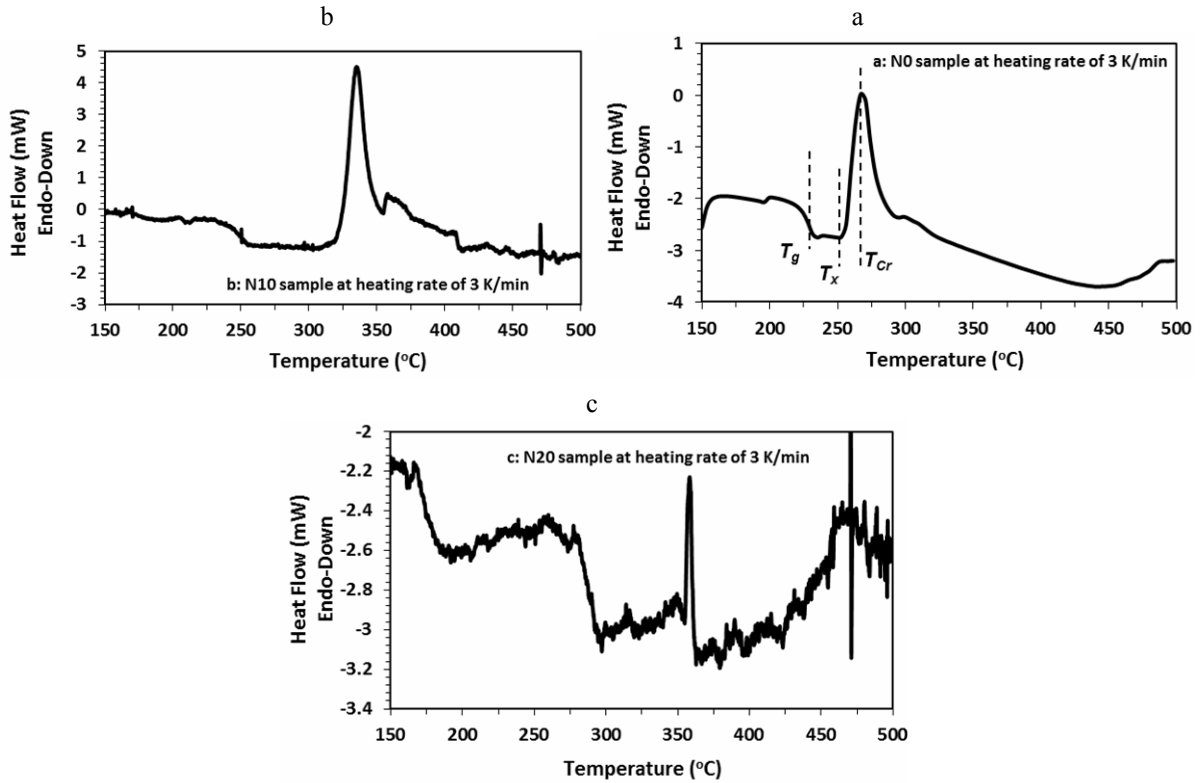 b
5
4
3
2
1
0
-1
-2
-3
Heat Flow (mW)
Endo-Down
b: N10 sample at heating rate of 3 K/min
150 200 250 300 350 400 450 500
Temperature (oC)
a
1
0
-1
-2
-3
-4
Heat Flow (mW)
Endo-Down
a: N0 sample at heating rate of 3 K/min
Tg
Tx
TCr
150 200 250 300 350 400 450 500
Temperature (oC)
c
-2
-2.2
-2.4
-2.6
-2.8
-3
-3.2
-3.4
Heat Flow (mW)
Endo-Down
c: N20 sample at heating rate of 3 K/min
150 200 250 300 350 400 450 500
Temperature (oC)